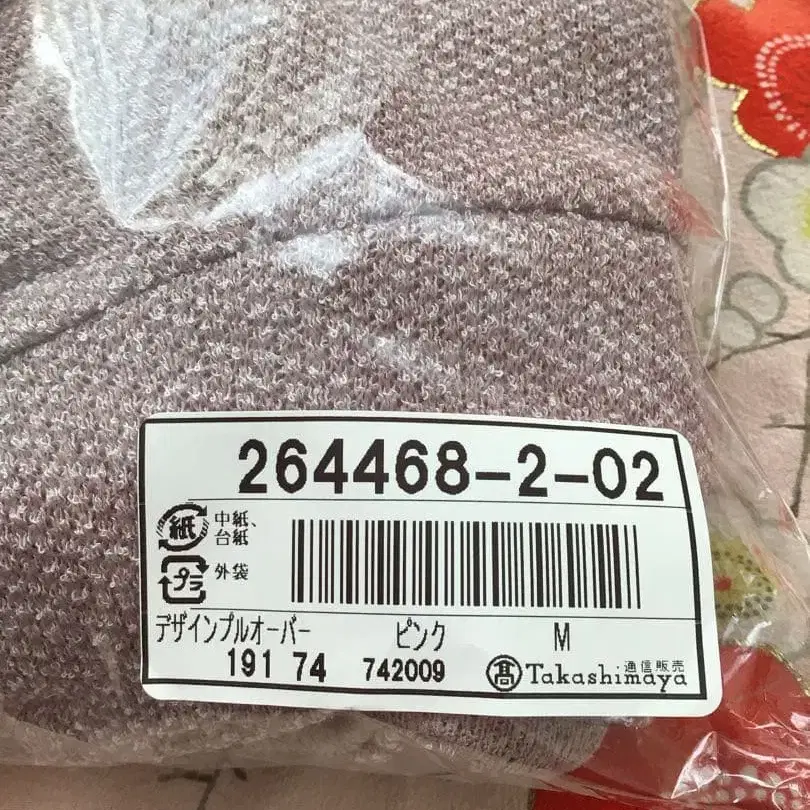 264468-2-02
紙 中紙、
台紙
プラ 外袋
デザインプルオーバー ピンク M
191 74 742009 髙 Takashimaya 通信販売